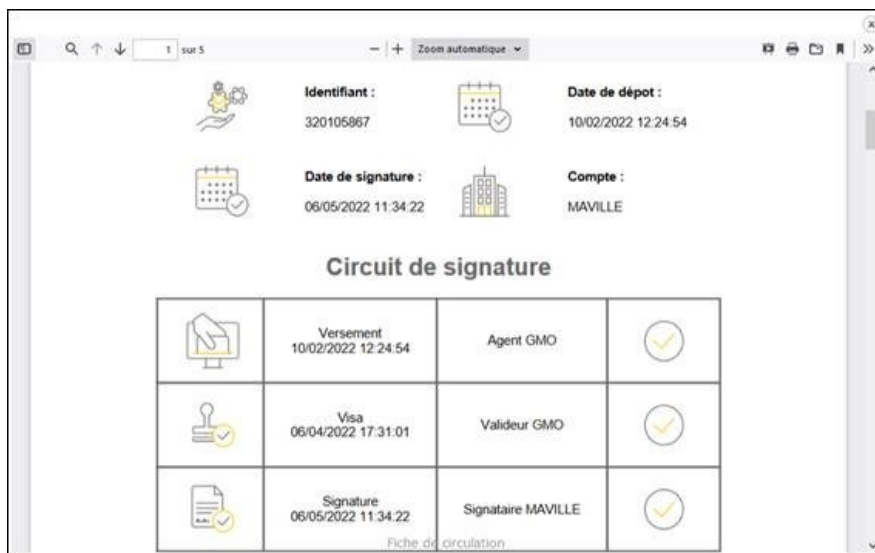 1 sur 5
Zoom automatique
Identifiant :
320105867
Date de dépot :
10/02/2022 12:24:54
Date de signature :
06/05/2022 11:34:22
Compte :
MAVILLE
Circuit de signature
Versement
10/02/2022 12:24:54
Agent GMO
Visa
06/04/2022 17:31:01
Valideur GMO
Signature
06/05/2022 11:34:22
Signataire MAVILLE
Fiche de circulation